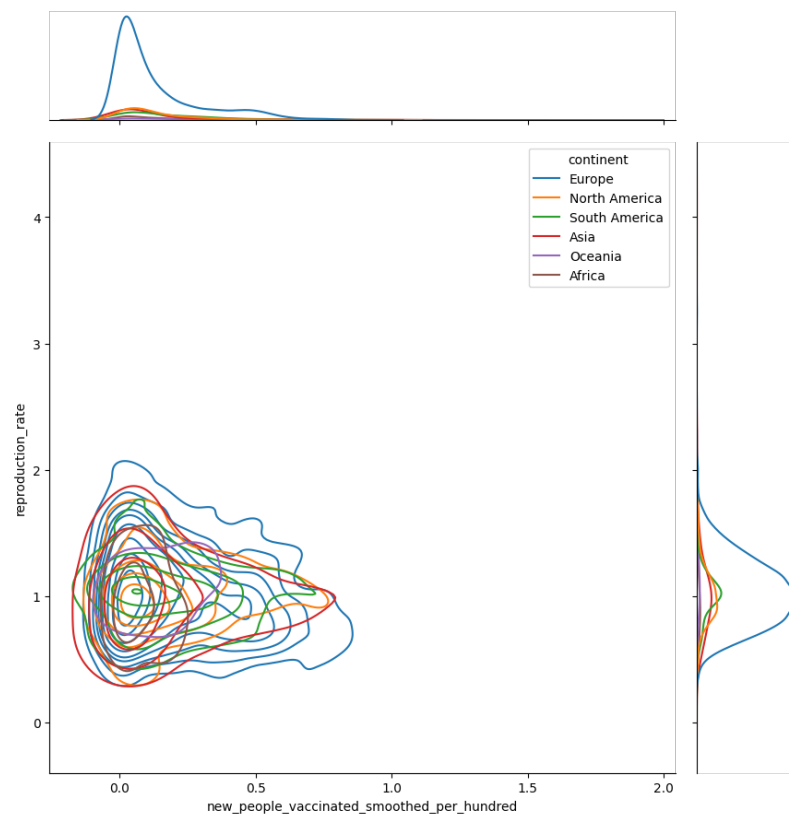 continent
Europe
North America
South America
Asia
Oceania
Africa
4
3
2
1
0
reproduction_rate
0.0 0.5 1.0 1.5 2.0
new_people_vaccinated_smoothed_per_hundred